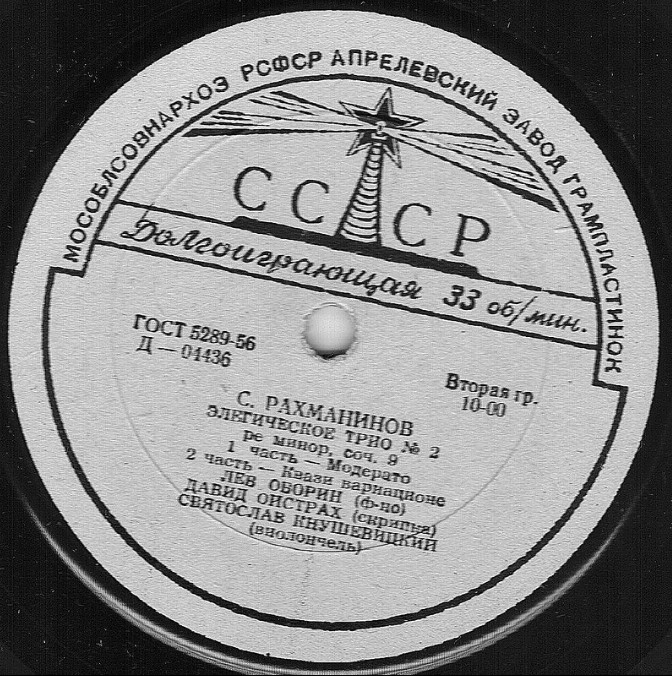 МОСОБЛСОВНАРХОЗ РСФСР АПРЕЛЕВСКИЙ ЗАВОД ГРАМПЛАСТИНОК
СССР
Долгоиграющая 33 об/мин.
ГОСТ 5289-56
Д — 04436
Вторая гр.
10-00
С. РАХМАНИНОВ
ЭЛЕГИЧЕСКОЕ ТРИО № 2
ре минор, соч. 9
1 часть — Модерато
2 часть — Квази вариационе
ЛЕВ ОБОРИН (ф-но)
ДАВИД ОЙСТРАХ (скрипка)
СВЯТОСЛАВ КНУШЕВИЦКИЙ
(виолончель)